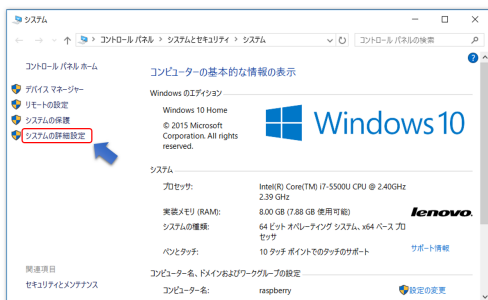 システム
コントロール パネル > システムとセキュリティ > システム
コントロール パネルの検索
コントロール パネル ホーム
デバイス マネージャー
リモートの設定
システムの保護
システムの詳細設定
関連項目
セキュリティとメンテナンス
コンピューターの基本的な情報の表示
Windows のエディション
Windows 10 Home
© 2015 Microsoft
Corporation. All rights
reserved.
Windows 10
システム
プロセッサ: Intel(R) Core(TM) i7-5500U CPU @ 2.40GHz
2.39 GHz
実装メモリ (RAM): 8.00 GB (7.88 GB 使用可能)
システムの種類: 64 ビット オペレーティング システム、x64 ベース プロ
セッサ
ペンとタッチ: 10 タッチ ポイントでのタッチのサポート
lenovo
サポート情報
コンピューター名、ドメインおよびワークグループの設定
コンピューター名: raspberry
設定の変更